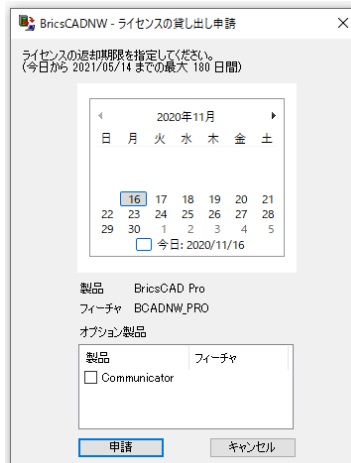 BricsCADNW - ライセンスの貸し出し申請
ライセンスの返却期限を指定してください。
(今日から 2021/05/14 までの最大 180 日間)
2020年11月
日 月 火 水 木 金 土
16 17 18 19 20 21
22 23 24 25 26 27 28
29 30 1 2 3 4 5
今日: 2020/11/16
製品 BricsCAD Pro
フィーチャ BCADNW_PRO
オプション製品
製品 フィーチャ
Communicator
申請 キャンセル